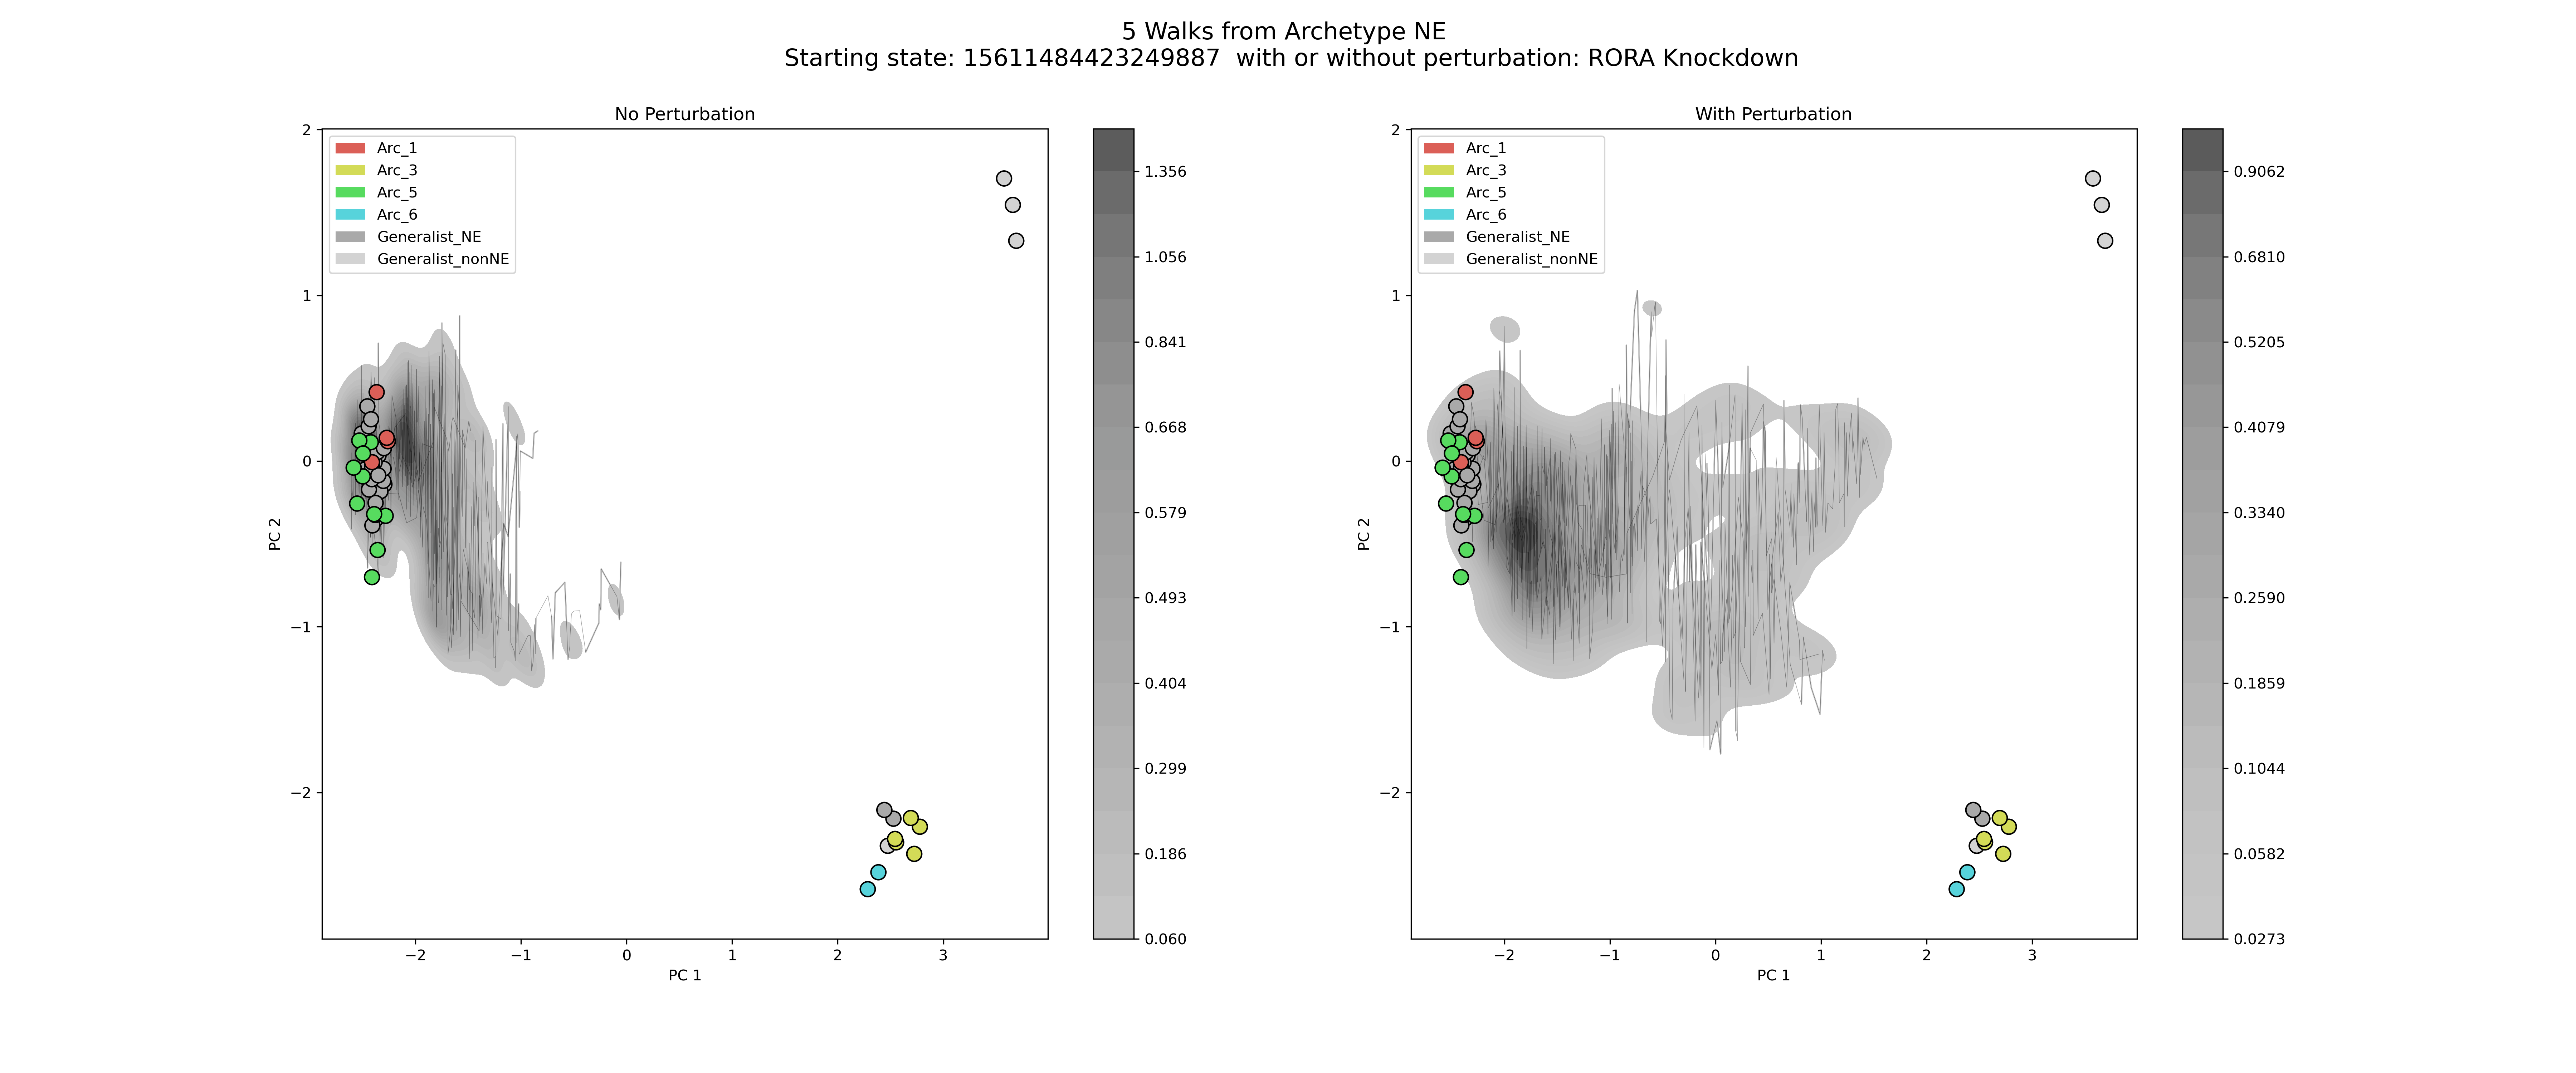 5 Walks from Archetype NE
Starting state: 15611484423249887  with or without perturbation: RORA Knockdown
No Perturbation
Arc_1
Arc_3
Arc_5
Arc_6
Generalist_NE
Generalist_nonNE
2
1
0
−1
−2
PC 2
−2
−1
0
1
2
3
PC 1
1.356
1.056
0.841
0.668
0.579
0.493
0.404
0.299
0.186
0.060
With Perturbation
Arc_1
Arc_3
Arc_5
Arc_6
Generalist_NE
Generalist_nonNE
2
1
0
−1
−2
PC 2
−2
−1
0
1
2
3
PC 1
0.9062
0.6810
0.5205
0.4079
0.3340
0.2590
0.1859
0.1044
0.0582
0.0273